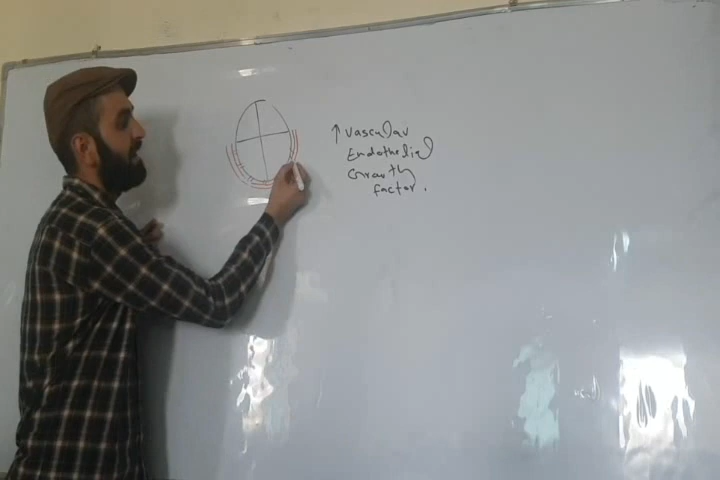 ↑ Vascular
Endothelial
Growth
factor.